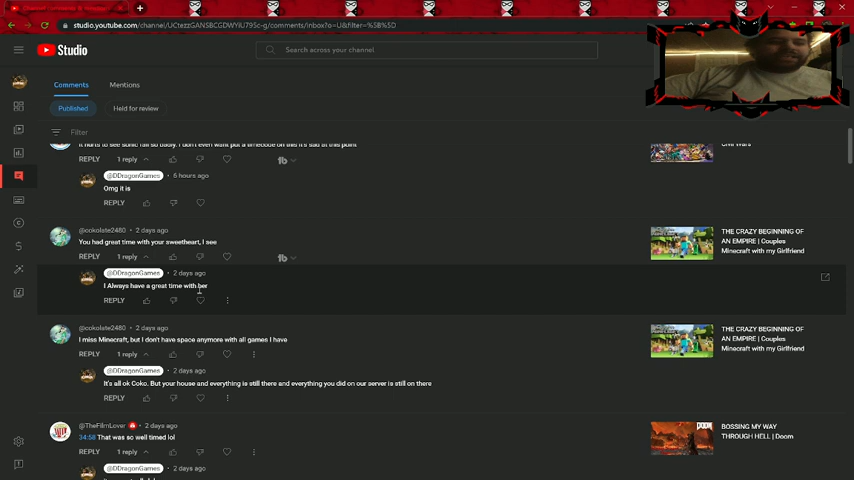 Channel
studio.youtube.com/channel/UCtezzGANSBCGDWYiU79Sc-g/comments/inbox?o=U&filter=%5B%5D
Studio
Search across your channel
Comments
Mentions
Published
Held for review
Filter
It hurts to see sonic fall so badly. I don't even want put a timecode on this it's sad at this point
Civil Wars
REPLY 1 reply
@DDragonGames • 6 hours ago
Omg it is
REPLY
@cokolate2480 • 2 days ago
You had great time with your sweetheart, I see
REPLY 1 reply
THE CRAZY BEGINNING OF
AN EMPIRE | Couples
Minecraft with my Girlfriend
@DDragonGames • 2 days ago
I Always have a great time with her
REPLY
@cokolate2480 • 2 days ago
I miss Minecraft, but I don't have space anymore with all games I have
REPLY 1 reply
THE CRAZY BEGINNING OF
AN EMPIRE | Couples
Minecraft with my Girlfriend
@DDragonGames • 2 days ago
It's all ok Coko. But your house and everything is still there and everything you did on our server is still on there
REPLY
@TheFilmLover • 2 days ago
34:58 That was so well timed lol
REPLY 1 reply
DOOM
BOSSING MY WAY
THROUGH HELL | Doom
@DDragonGames • 2 days ago